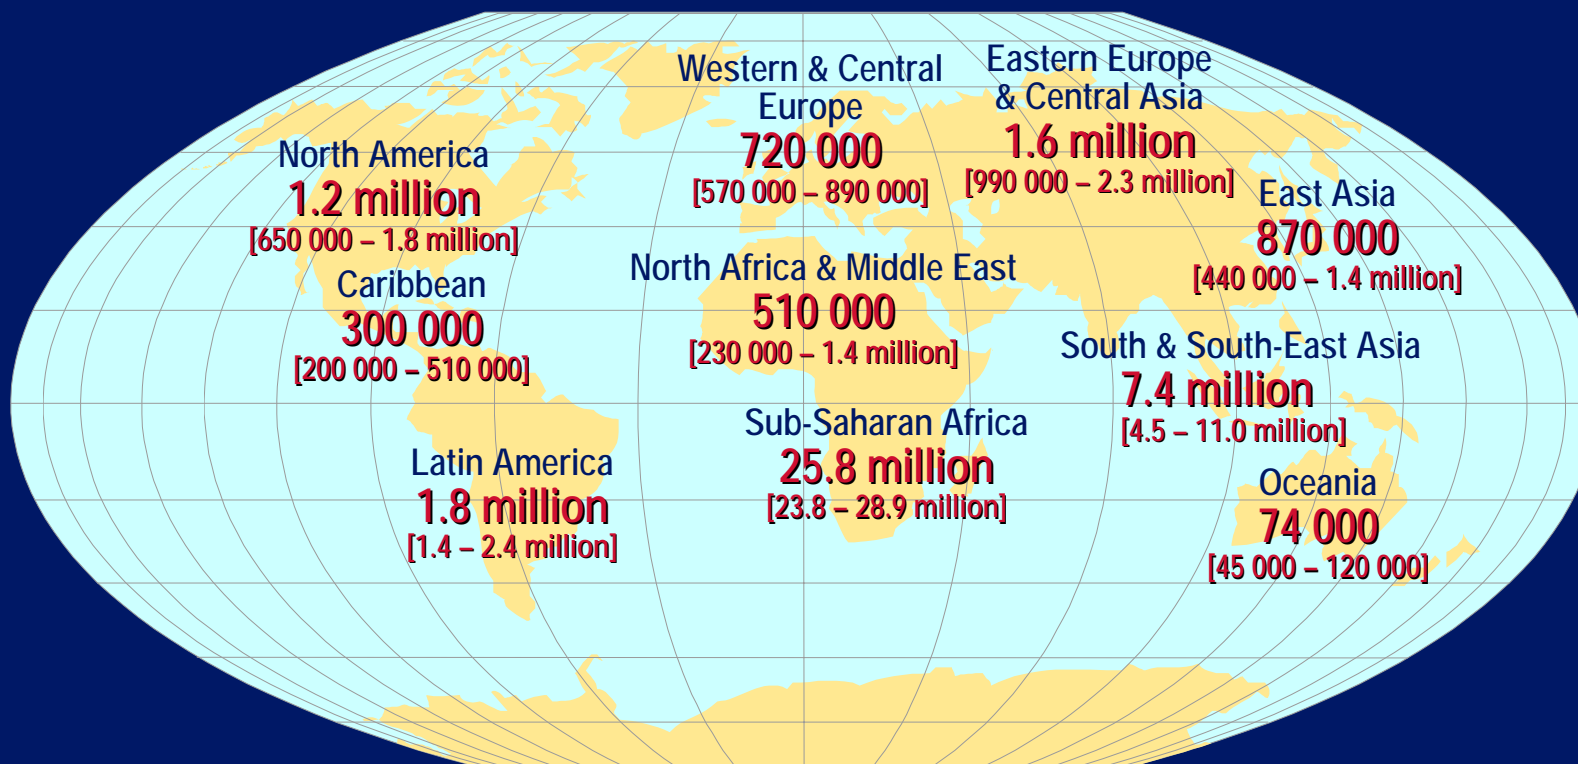 Western & Central
Europe
720 000
[570 000 – 890 000]
Eastern Europe
& Central Asia
1.6 million
[990 000 – 2.3 million]
North America
1.2 million
[650 000 – 1.8 million]
East Asia
870 000
[440 000 – 1.4 million]
Caribbean
300 000
[200 000 – 510 000]
North Africa & Middle East
510 000
[230 000 – 1.4 million]
South & South-East Asia
7.4 million
[4.5 – 11.0 million]
Sub-Saharan Africa
25.8 million
[23.8 – 28.9 million]
Latin America
1.8 million
[1.4 – 2.4 million]
Oceania
74 000
[45 000 – 120 000]